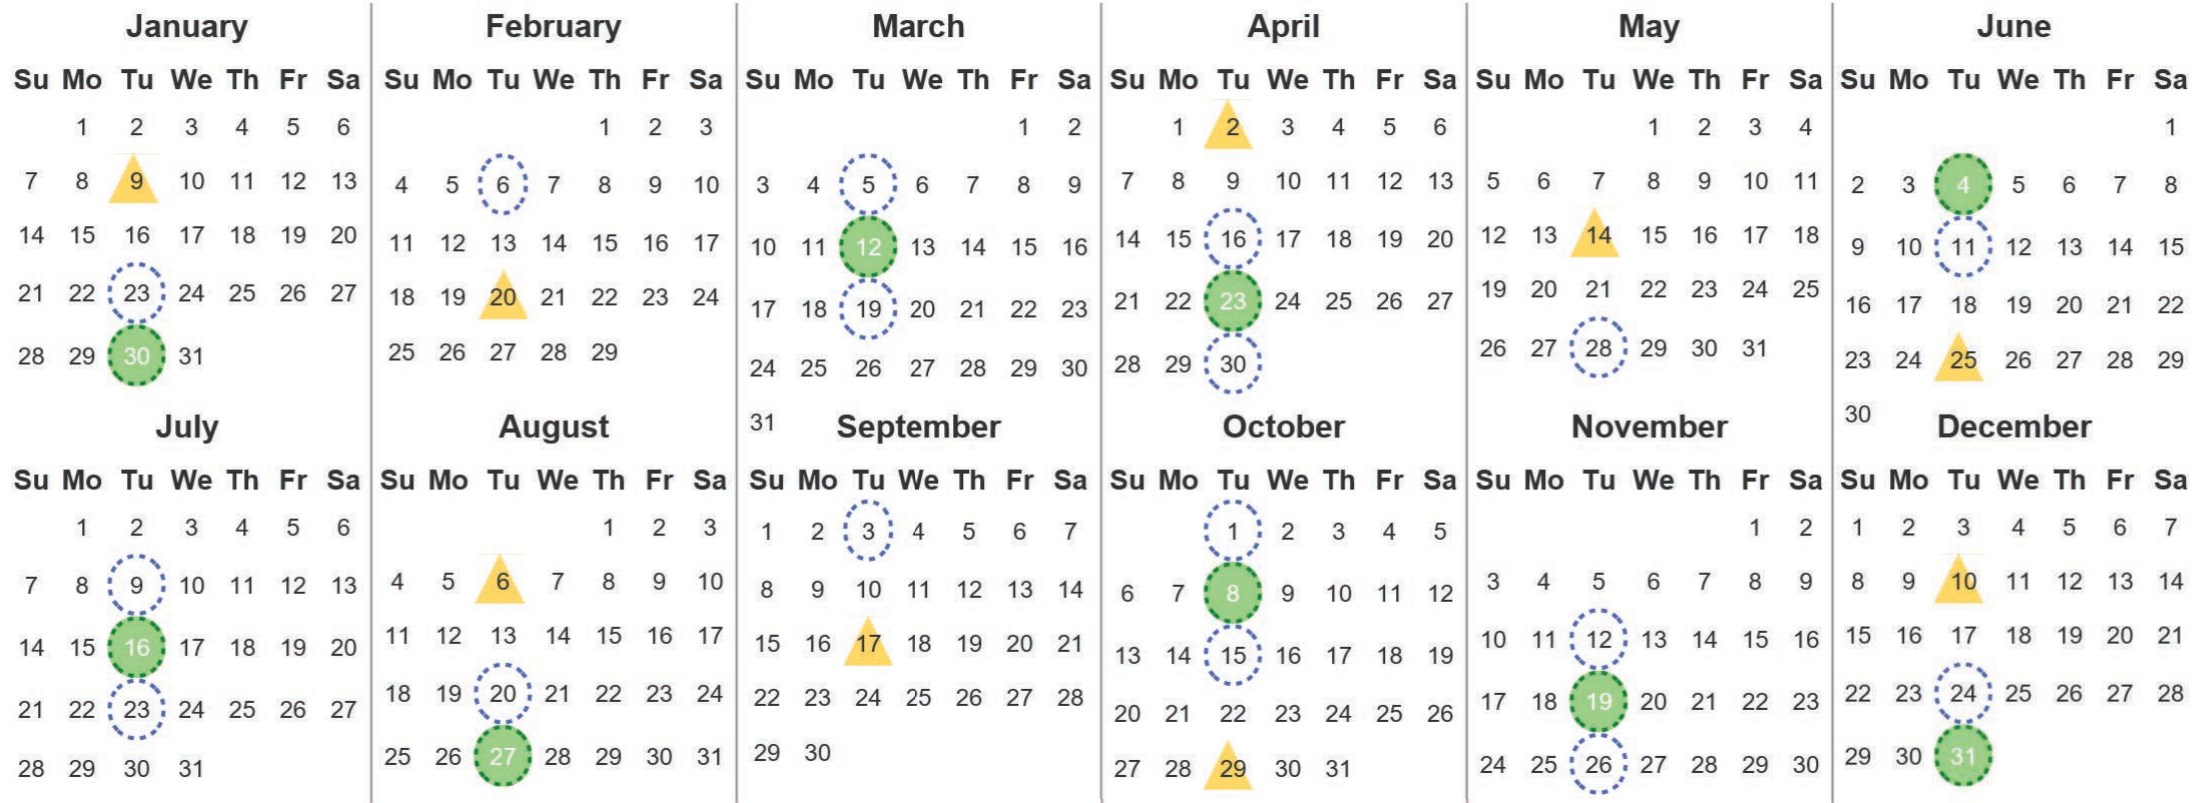 January
Su Mo Tu We Th Fr Sa
1 2 3 4 5 6
7 8 9 10 11 12 13
14 15 16 17 18 19 20
21 22 23 24 25 26 27
28 29 30 31
February
Su Mo Tu We Th Fr Sa
1 2 3
4 5 6 7 8 9 10
11 12 13 14 15 16 17
18 19 20 21 22 23 24
25 26 27 28 29
March
Su Mo Tu We Th Fr Sa
1 2
3 4 5 6 7 8 9
10 11 12 13 14 15 16
17 18 19 20 21 22 23
24 25 26 27 28 29 30
31
April
Su Mo Tu We Th Fr Sa
1 2 3 4 5 6
7 8 9 10 11 12 13
14 15 16 17 18 19 20
21 22 23 24 25 26 27
28 29 30
May
Su Mo Tu We Th Fr Sa
1 2 3 4
5 6 7 8 9 10 11
12 13 14 15 16 17 18
19 20 21 22 23 24 25
26 27 28 29 30 31
June
Su Mo Tu We Th Fr Sa
1
2 3 4 5 6 7 8
9 10 11 12 13 14 15
16 17 18 19 20 21 22
23 24 25 26 27 28 29
30
July
Su Mo Tu We Th Fr Sa
1 2 3 4 5 6
7 8 9 10 11 12 13
14 15 16 17 18 19 20
21 22 23 24 25 26 27
28 29 30 31
August
Su Mo Tu We Th Fr Sa
1 2 3
4 5 6 7 8 9 10
11 12 13 14 15 16 17
18 19 20 21 22 23 24
25 26 27 28 29 30 31
September
Su Mo Tu We Th Fr Sa
1 2 3 4 5 6 7
8 9 10 11 12 13 14
15 16 17 18 19 20 21
22 23 24 25 26 27 28
29 30
October
Su Mo Tu We Th Fr Sa
1 2 3 4 5
6 7 8 9 10 11 12
13 14 15 16 17 18 19
20 21 22 23 24 25 26
27 28 29 30 31
November
Su Mo Tu We Th Fr Sa
1 2
3 4 5 6 7 8 9
10 11 12 13 14 15 16
17 18 19 20 21 22 23
24 25 26 27 28 29 30
December
Su Mo Tu We Th Fr Sa
1 2 3 4 5 6 7
8 9 10 11 12 13 14
15 16 17 18 19 20 21
22 23 24 25 26 27 28
29 30 31